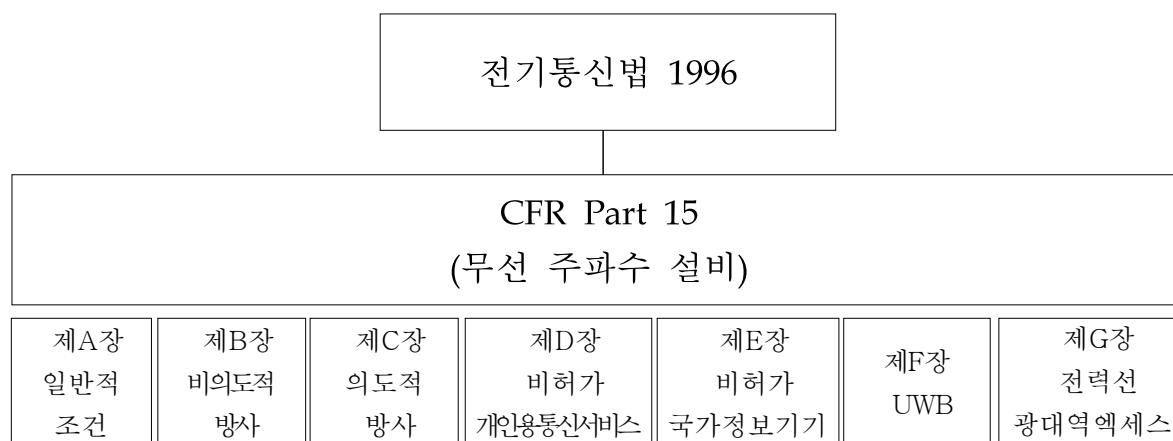 전기통신법 1996
CFR Part 15
(무선 주파수 설비)
제A장
일반적
조건
제B장
비의도적
방사
제C장
의도적
방사
제D장
비허가
개인용통신서비스
제E장
비허가
국가정보기기
제F장
UWB
제G장
전력선
광대역엑세스